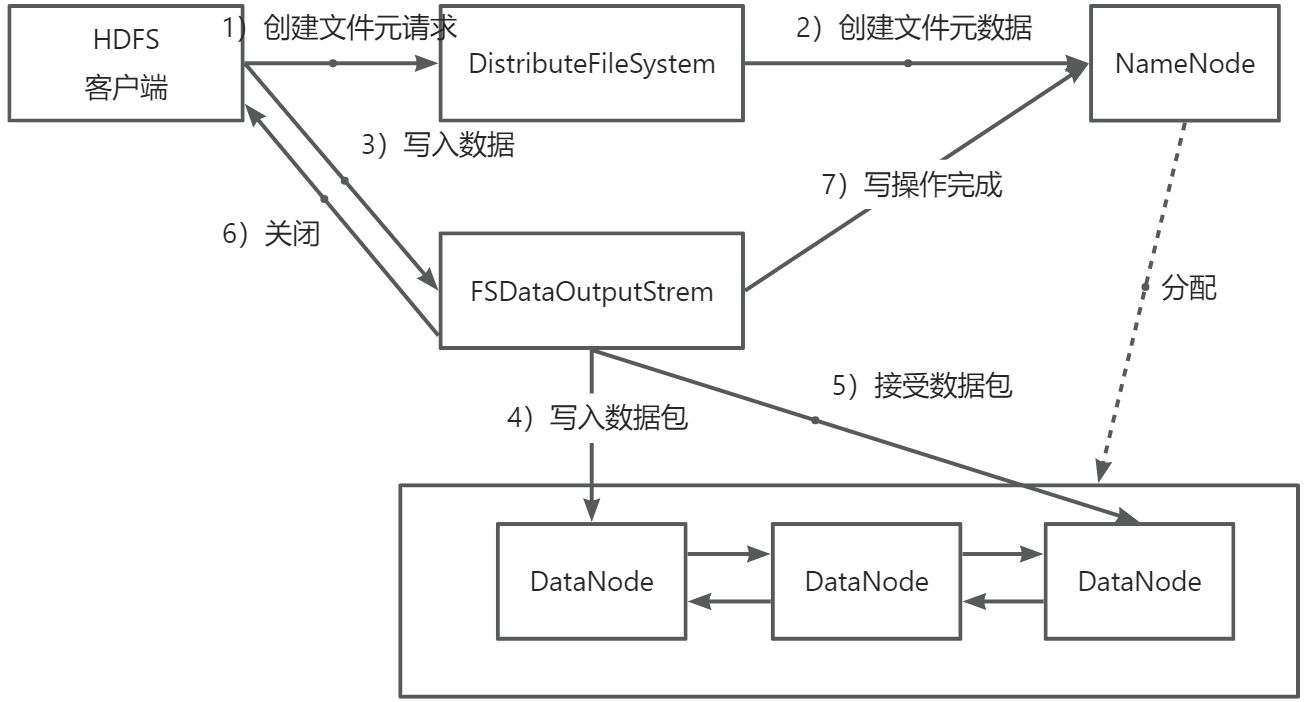 HDFS
客户端
1）创建文件元请求
DistributeFileSystem
2）创建文件元数据
NameNode
3）写入数据
7）写操作完成
6）关闭
FSDataOutputStrem
分配
5）接受数据包
4）写入数据包
DataNode
DataNode
DataNode